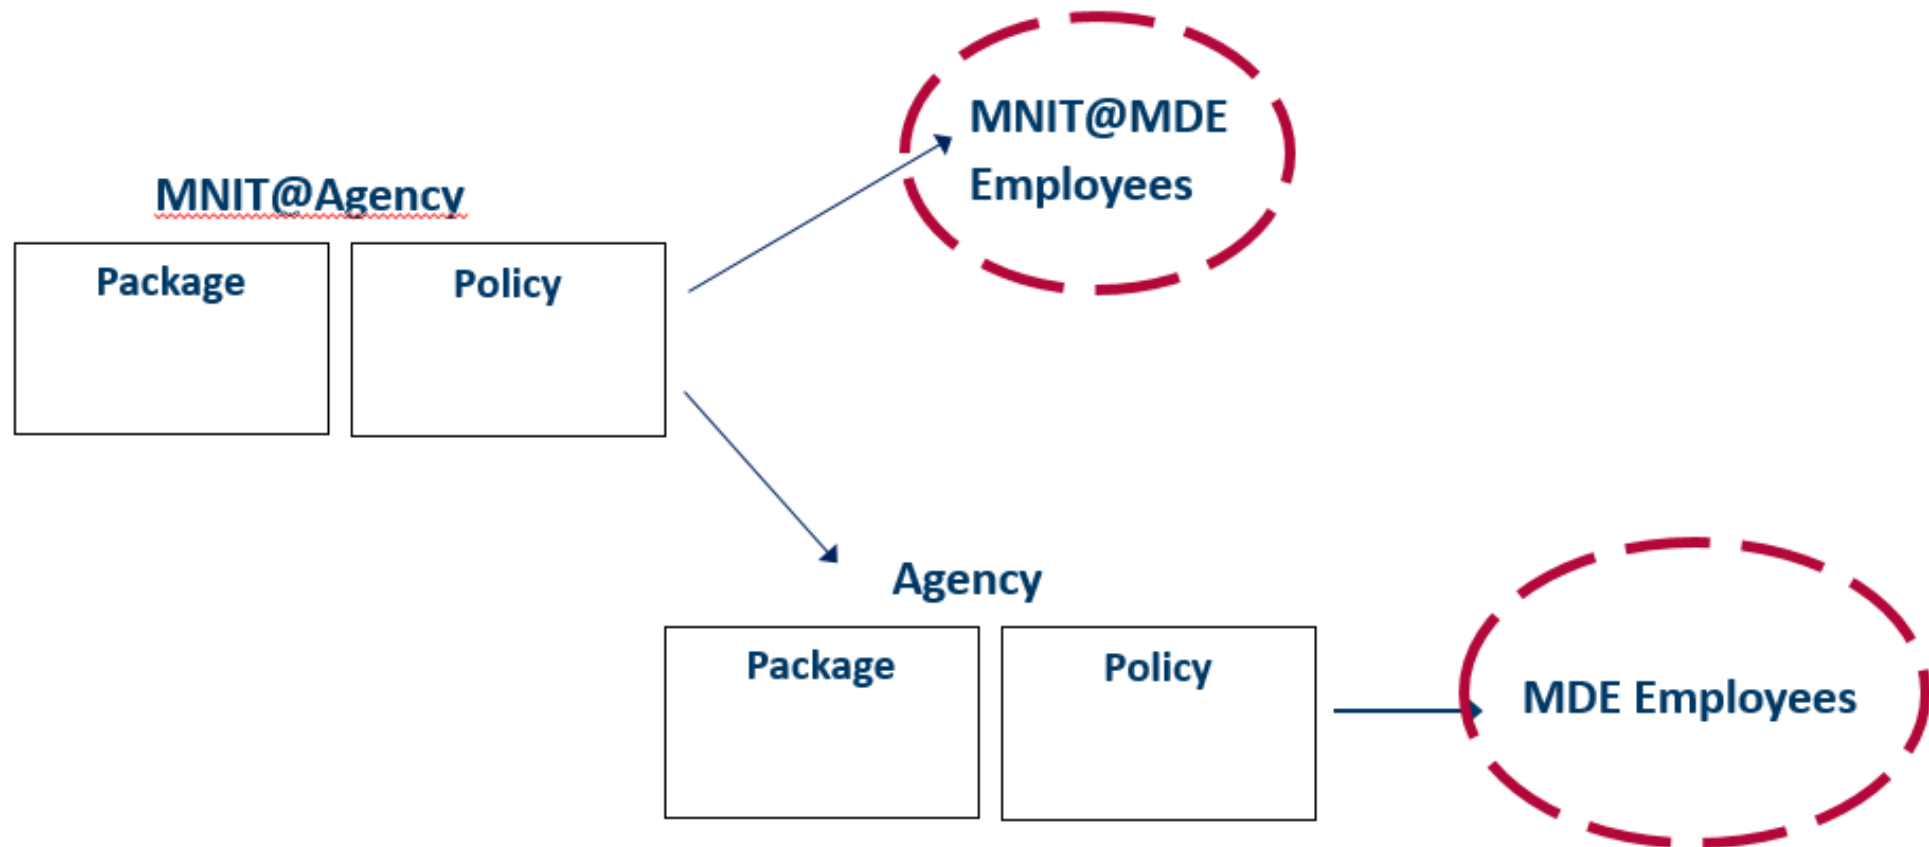 MNIT@MDE
Employees
MNIT@Agency
Package
Policy
Agency
Package
Policy
MDE Employees